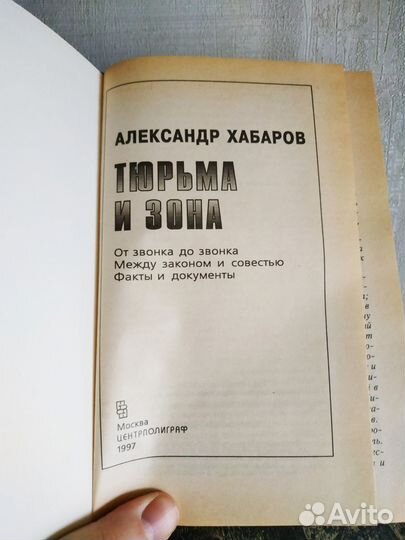 АЛЕКСАНДР ХАБАРОВ
ТЮРЬМА
И ЗОНА
От звонка до звонка
Между законом и совестью
Факты и документы
Москва
ЦЕНТРПОЛИГРАФ
1997
Avito